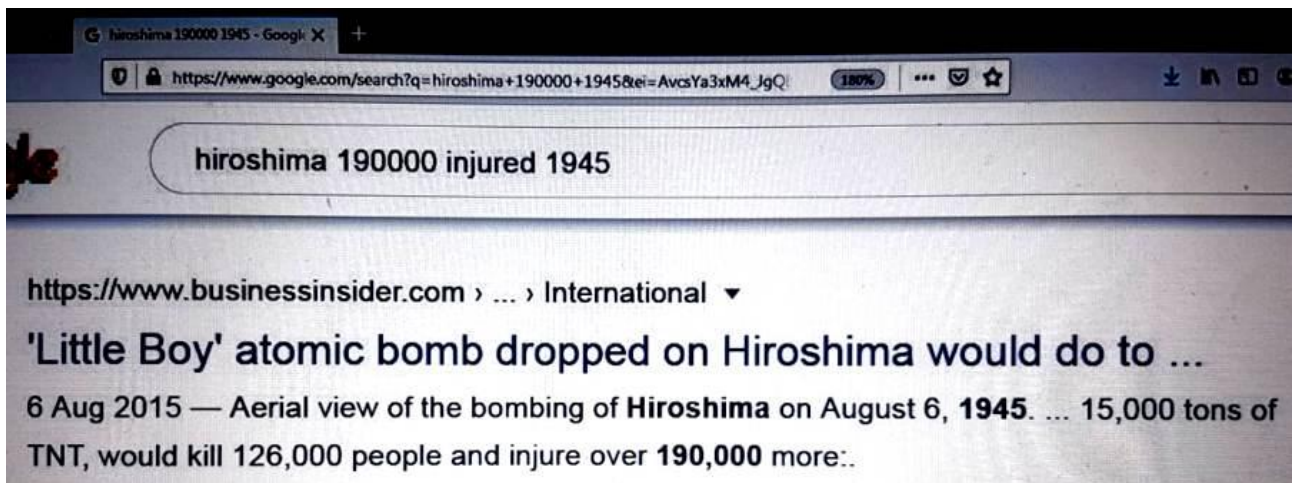 hiroshima 190000 1945 - Googl
https://www.google.com/search?q=hiroshima+190000+1945&ei=AvcsYa3xM4_JgQ
180%
hiroshima 190000 injured 1945
https://www.businessinsider.com › ... › International
'Little Boy' atomic bomb dropped on Hiroshima would do to ...
6 Aug 2015 — Aerial view of the bombing of Hiroshima on August 6, 1945. ... 15,000 tons of
TNT, would kill 126,000 people and injure over 190,000 more:.